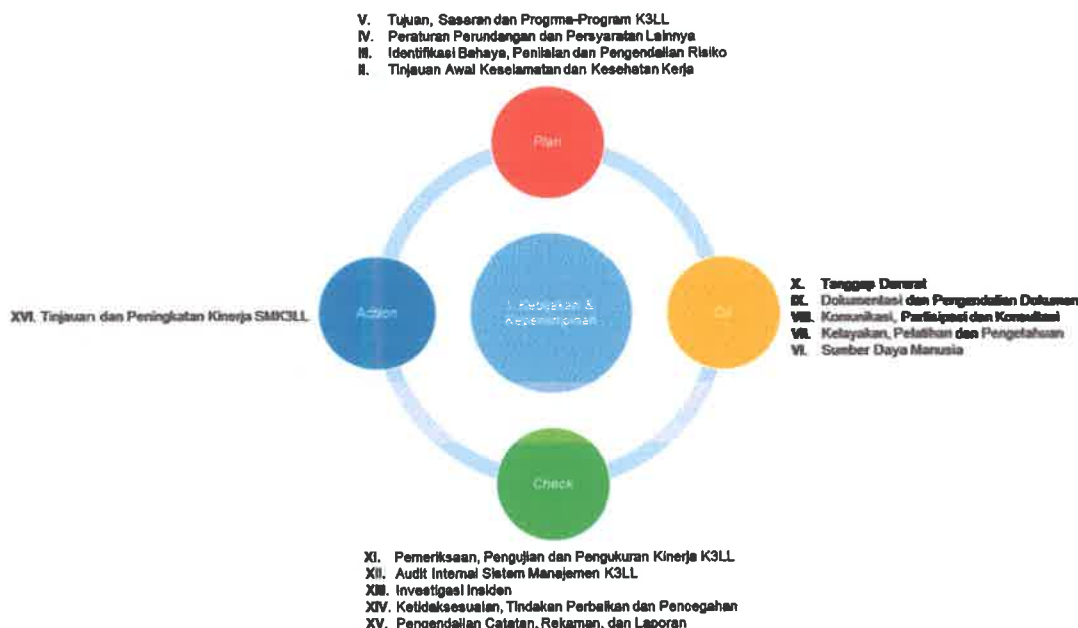 V. Tujuan, Sasaran dan Progrma-Program K3LL
IV. Peraturan Perundangan dan Persyaratan Lainnya
III. Identifikasi Bahaya, Penilaian dan Pengendalian Risiko
II. Tinjauan Awal Keselamatan dan Kesehatan Kerja
Plan
Action
I. Kebijakan &
Kepemimpinan
XVI. Tinjauan dan Peningkatan Kinerja SMK3LL
X. Tanggap Darurat
IX. Dokumentasi dan Pengendalian Dokumen
VIII. Komunikasi, Partisipasi dan Konsultasi
VII. Kelayakan, Pelatihan dan Pengetahuan
VI. Sumber Daya Manusia
Check
XI. Pemeriksaan, Pengujian dan Pengukuran Kinerja K3LL
XII. Audit Internal Sistem Manajemen K3LL
XIII. Investigasi Insiden
XIV. Ketidaksesuaian, Tindakan Perbaikan dan Pencegahan
XV. Pengendalian Catatan, Rekaman, dan Laporan